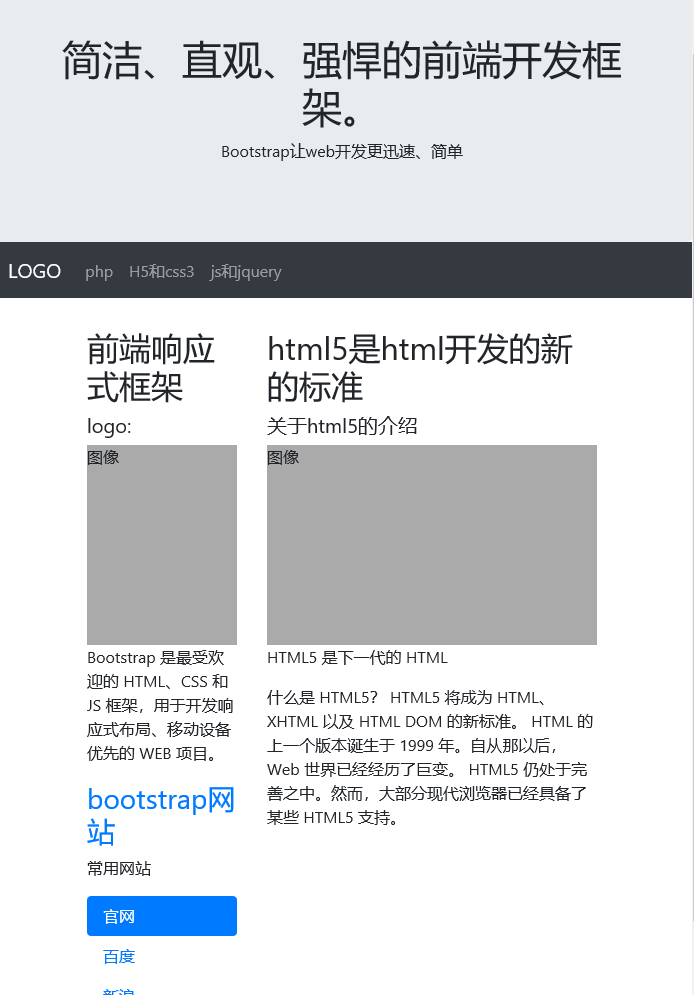 简洁、直观、强悍的前端开发框
架。
Bootstrap让web开发更迅速、简单
LOGO php H5和css3 js和jquery
前端响应
式框架
logo:
图像
Bootstrap 是最受欢
迎的 HTML、CSS 和
JS 框架，用于开发响
应式布局、移动设备
优先的 WEB 项目。
bootstrap网
站
常用网站
官网
百度
新浪
html5是html开发的新
的标准
关于html5的介绍
图像
HTML5 是下一代的 HTML
什么是 HTML5？ HTML5 将成为 HTML、
XHTML 以及 HTML DOM 的新标准。 HTML 的
上一个版本诞生于 1999 年。自从那以后，
Web 世界已经经历了巨变。 HTML5 仍处于完
善之中。然而，大部分现代浏览器已经具备了
某些 HTML5 支持。